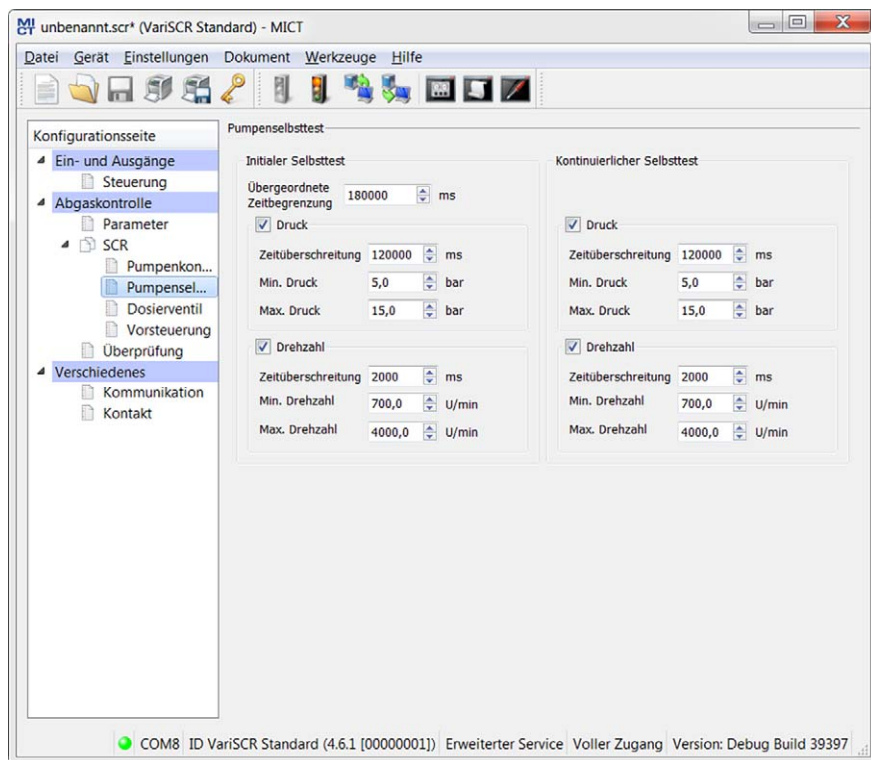 unbenannt.scr* (VariSCR Standard) - MICT
Datei Gerät Einstellungen Dokument Werkzeuge Hilfe
Konfigurationsseite
Ein- und Ausgänge
Steuerung
Abgaskontrolle
Parameter
SCR
Pumpenkon...
Pumpensel...
Dosierventil
Vorsteuerung
Überprüfung
Verschiedenes
Kommunikation
Kontakt
Pumpenselbsttest
Initialer Selbsttest
Übergeordnete
Zeitbegrenzung 180000 ms
Druck
Zeitüberschreitung 120000 ms
Min. Druck 5,0 bar
Max. Druck 15,0 bar
Drehzahl
Zeitüberschreitung 2000 ms
Min. Drehzahl 700,0 U/min
Max. Drehzahl 4000,0 U/min
Kontinuierlicher Selbsttest
Druck
Zeitüberschreitung 120000 ms
Min. Druck 5,0 bar
Max. Druck 15,0 bar
Drehzahl
Zeitüberschreitung 2000 ms
Min. Drehzahl 700,0 U/min
Max. Drehzahl 4000,0 U/min
COM8 ID VariSCR Standard (4.6.1 [00000001]) Erweiterter Service Voller Zugang Version: Debug Build 39397